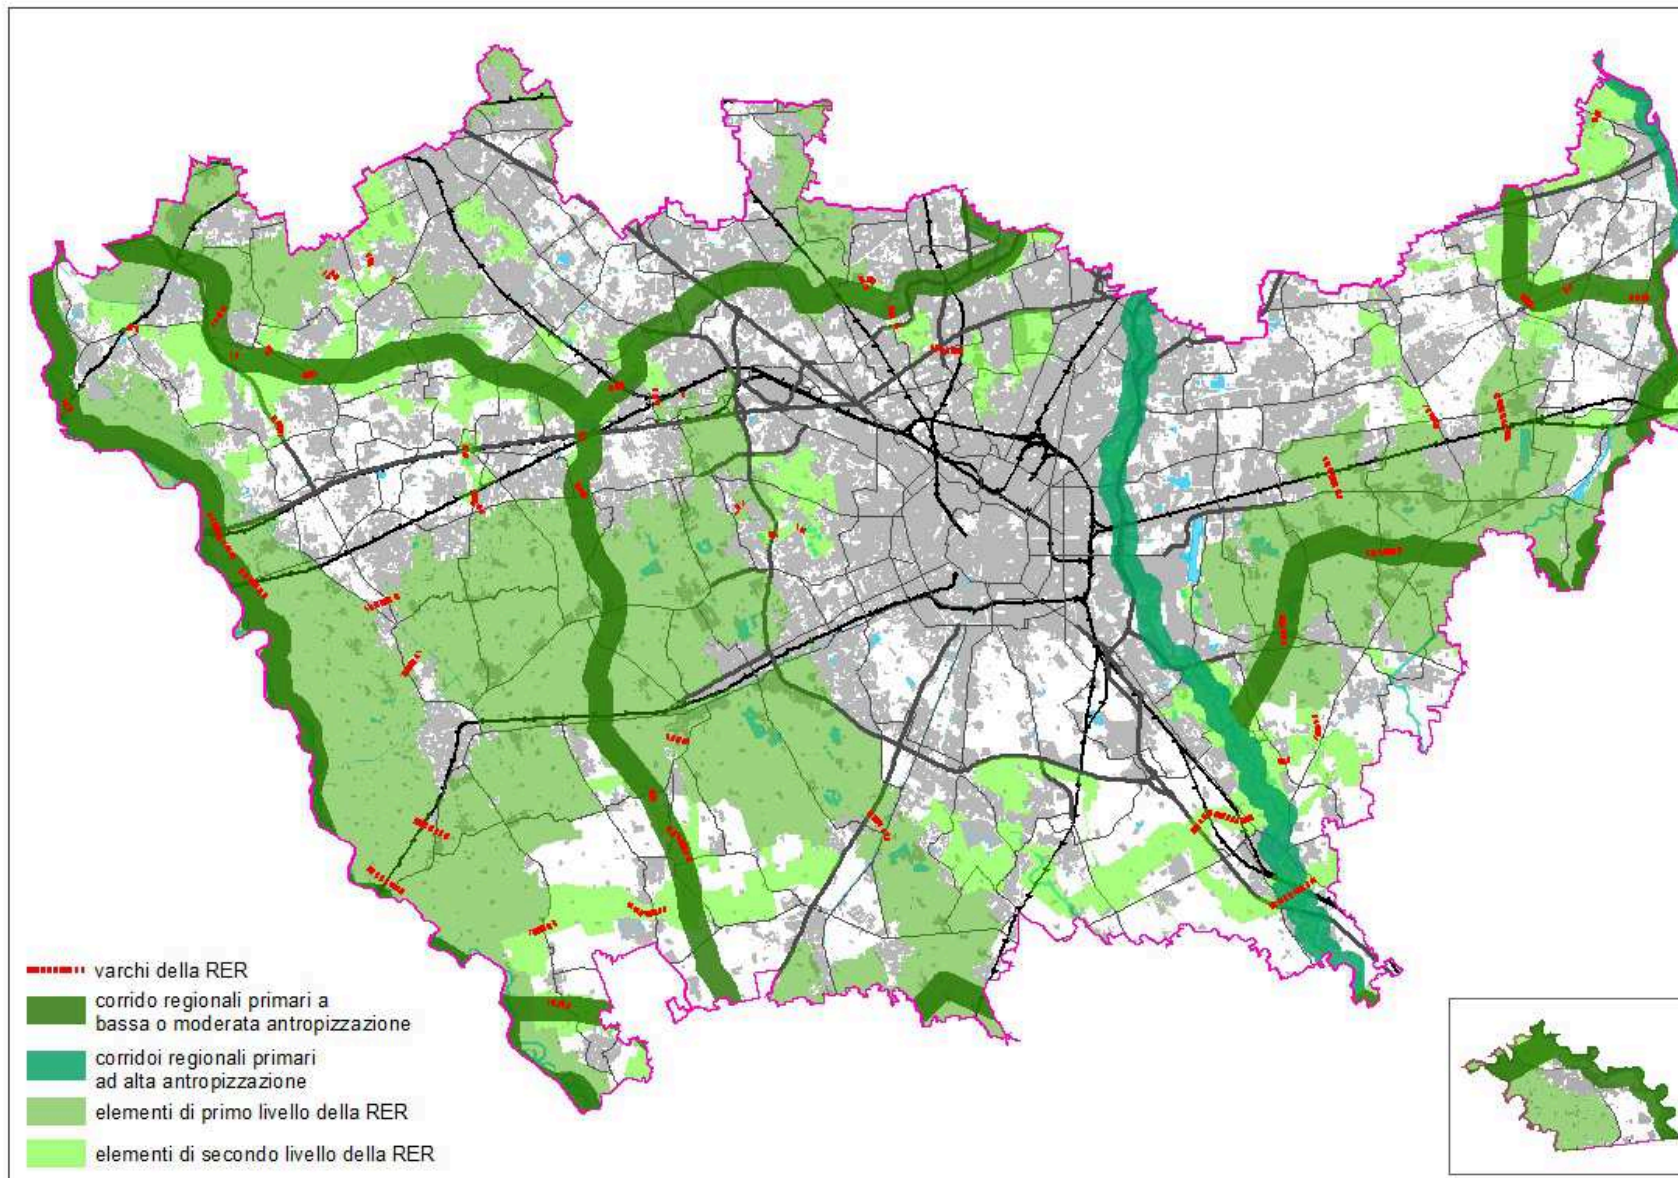 varchi della RER
corrido regionali primari a
bassa o moderata antropizzazione
corridoi regionali primari
ad alta antropizzazione
elementi di primo livello della RER
elementi di secondo livello della RER